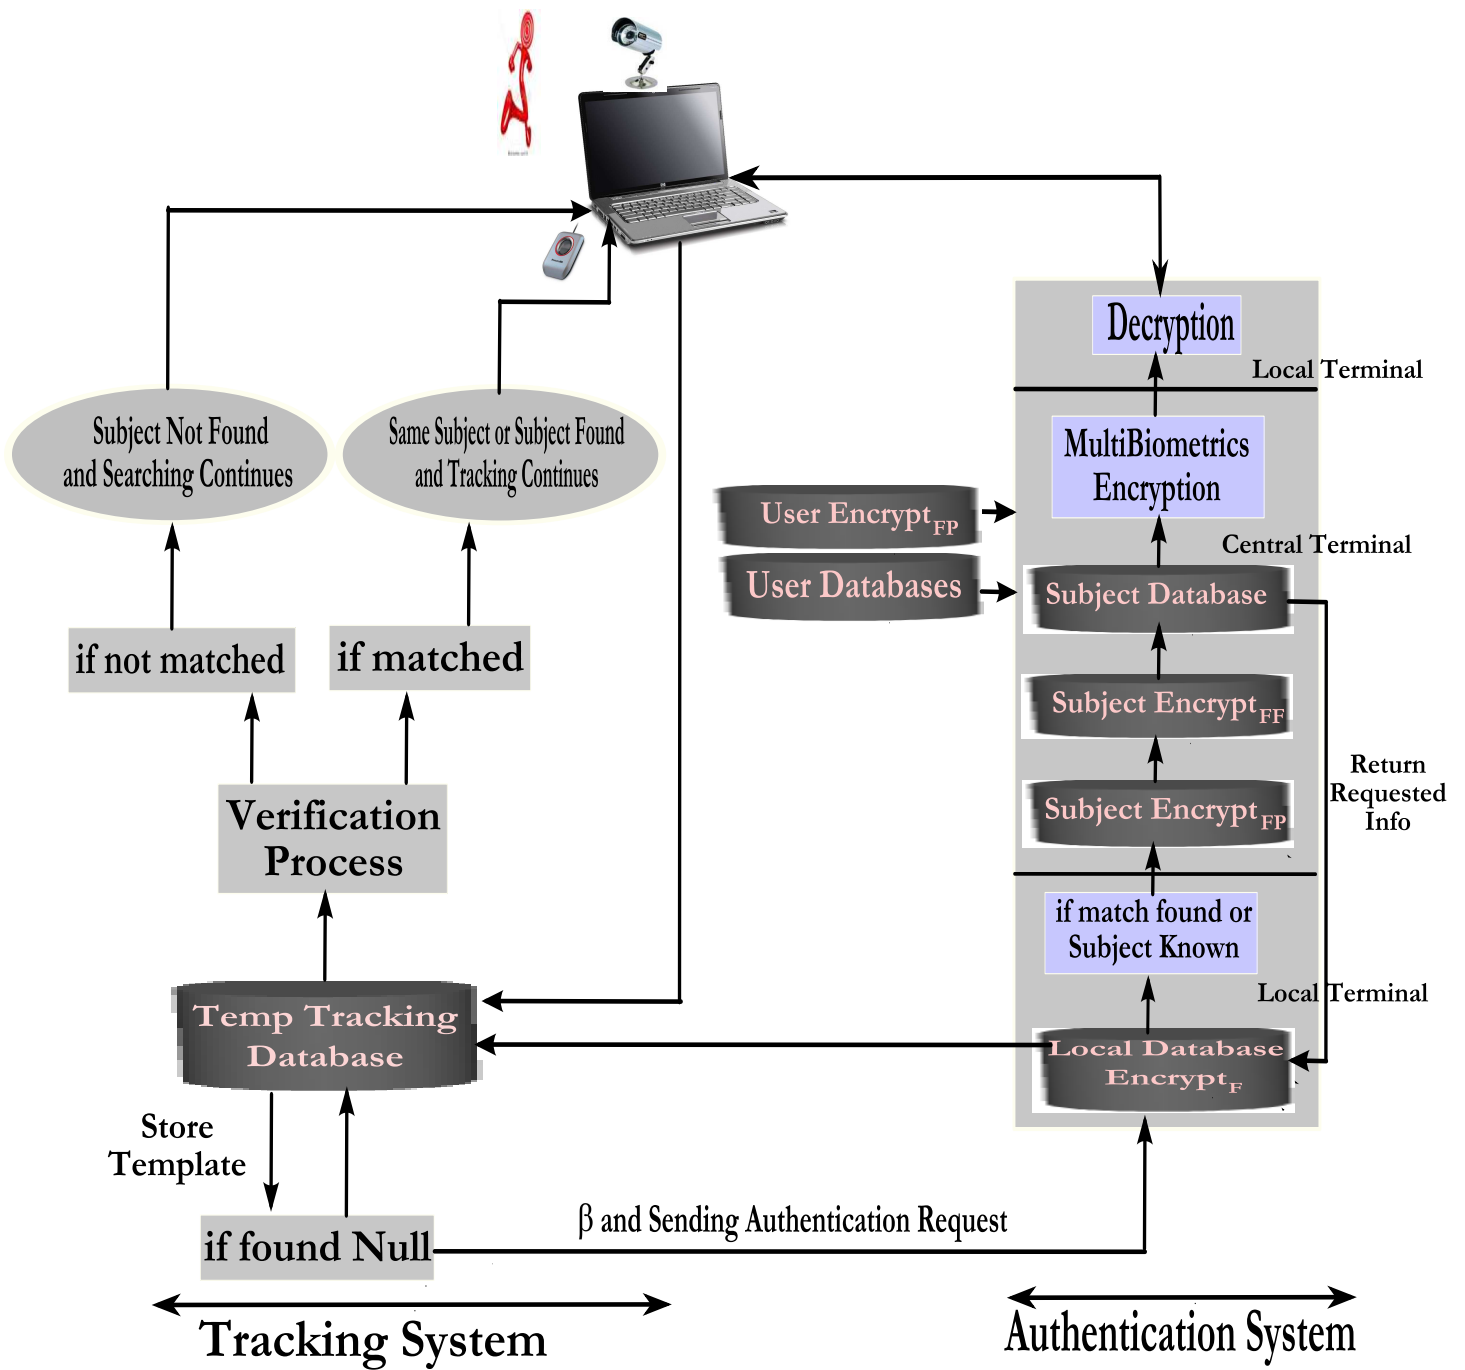 Decryption
Local Terminal
Subject Not Found
and Searching Continues
Same Subject or Subject Found
and Tracking Continues
MultiBiometrics
Encryption
User Encrypt FP
Central Terminal
User Databases
Subject Database
if not matched
if matched
Subject Encrypt FF
Return
Requested
Info
Verification
Process
Subject Encrypt FP
if match found or
Subject Known
Local Terminal
Temp Tracking
Database
Local Database
Encrypt F
Store
Template
if found Null
β and Sending Authentication Request
Tracking System
Authentication System